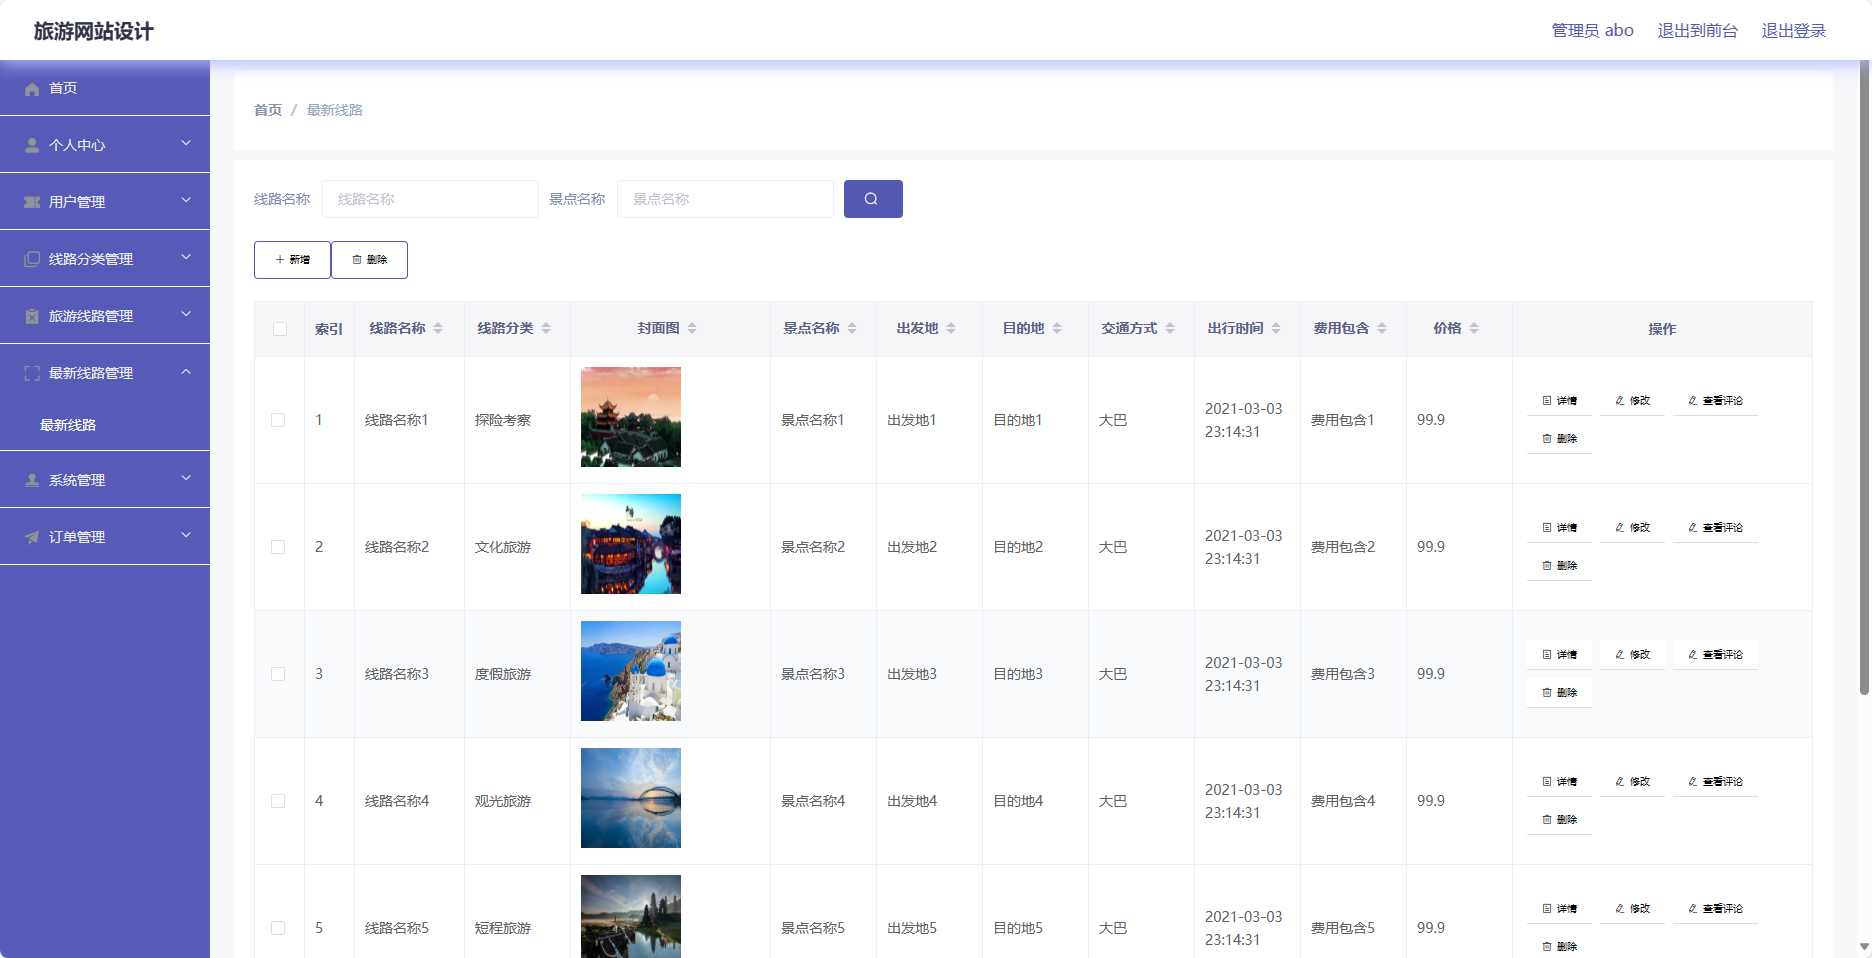 旅游网站设计
管理员 abo 退出到前台 退出登录
首页
个人中心
用户管理
线路分类管理
旅游线路管理
最新线路管理
最新线路
系统管理
订单管理
首页 / 最新线路
线路名称 线路名称 景点名称 景点名称
新增 删除
索引 线路名称 线路分类 封面图 景点名称 出发地 目的地 交通方式 出行时间 费用包含 价格 操作
1 线路名称1 探险考察 景点名称1 出发地1 目的地1 大巴 2021-03-03 23:14:31 费用包含1 99.9 详情 修改 查看评论 删除
2 线路名称2 文化旅游 景点名称2 出发地2 目的地2 大巴 2021-03-03 23:14:31 费用包含2 99.9 详情 修改 查看评论 删除
3 线路名称3 度假旅游 景点名称3 出发地3 目的地3 大巴 2021-03-03 23:14:31 费用包含3 99.9 详情 修改 查看评论 删除
4 线路名称4 观光旅游 景点名称4 出发地4 目的地4 大巴 2021-03-03 23:14:31 费用包含4 99.9 详情 修改 查看评论 删除
5 线路名称5 短程旅游 景点名称5 出发地5 目的地5 大巴 2021-03-03 23:14:31 费用包含5 99.9 详情 修改 查看评论 删除